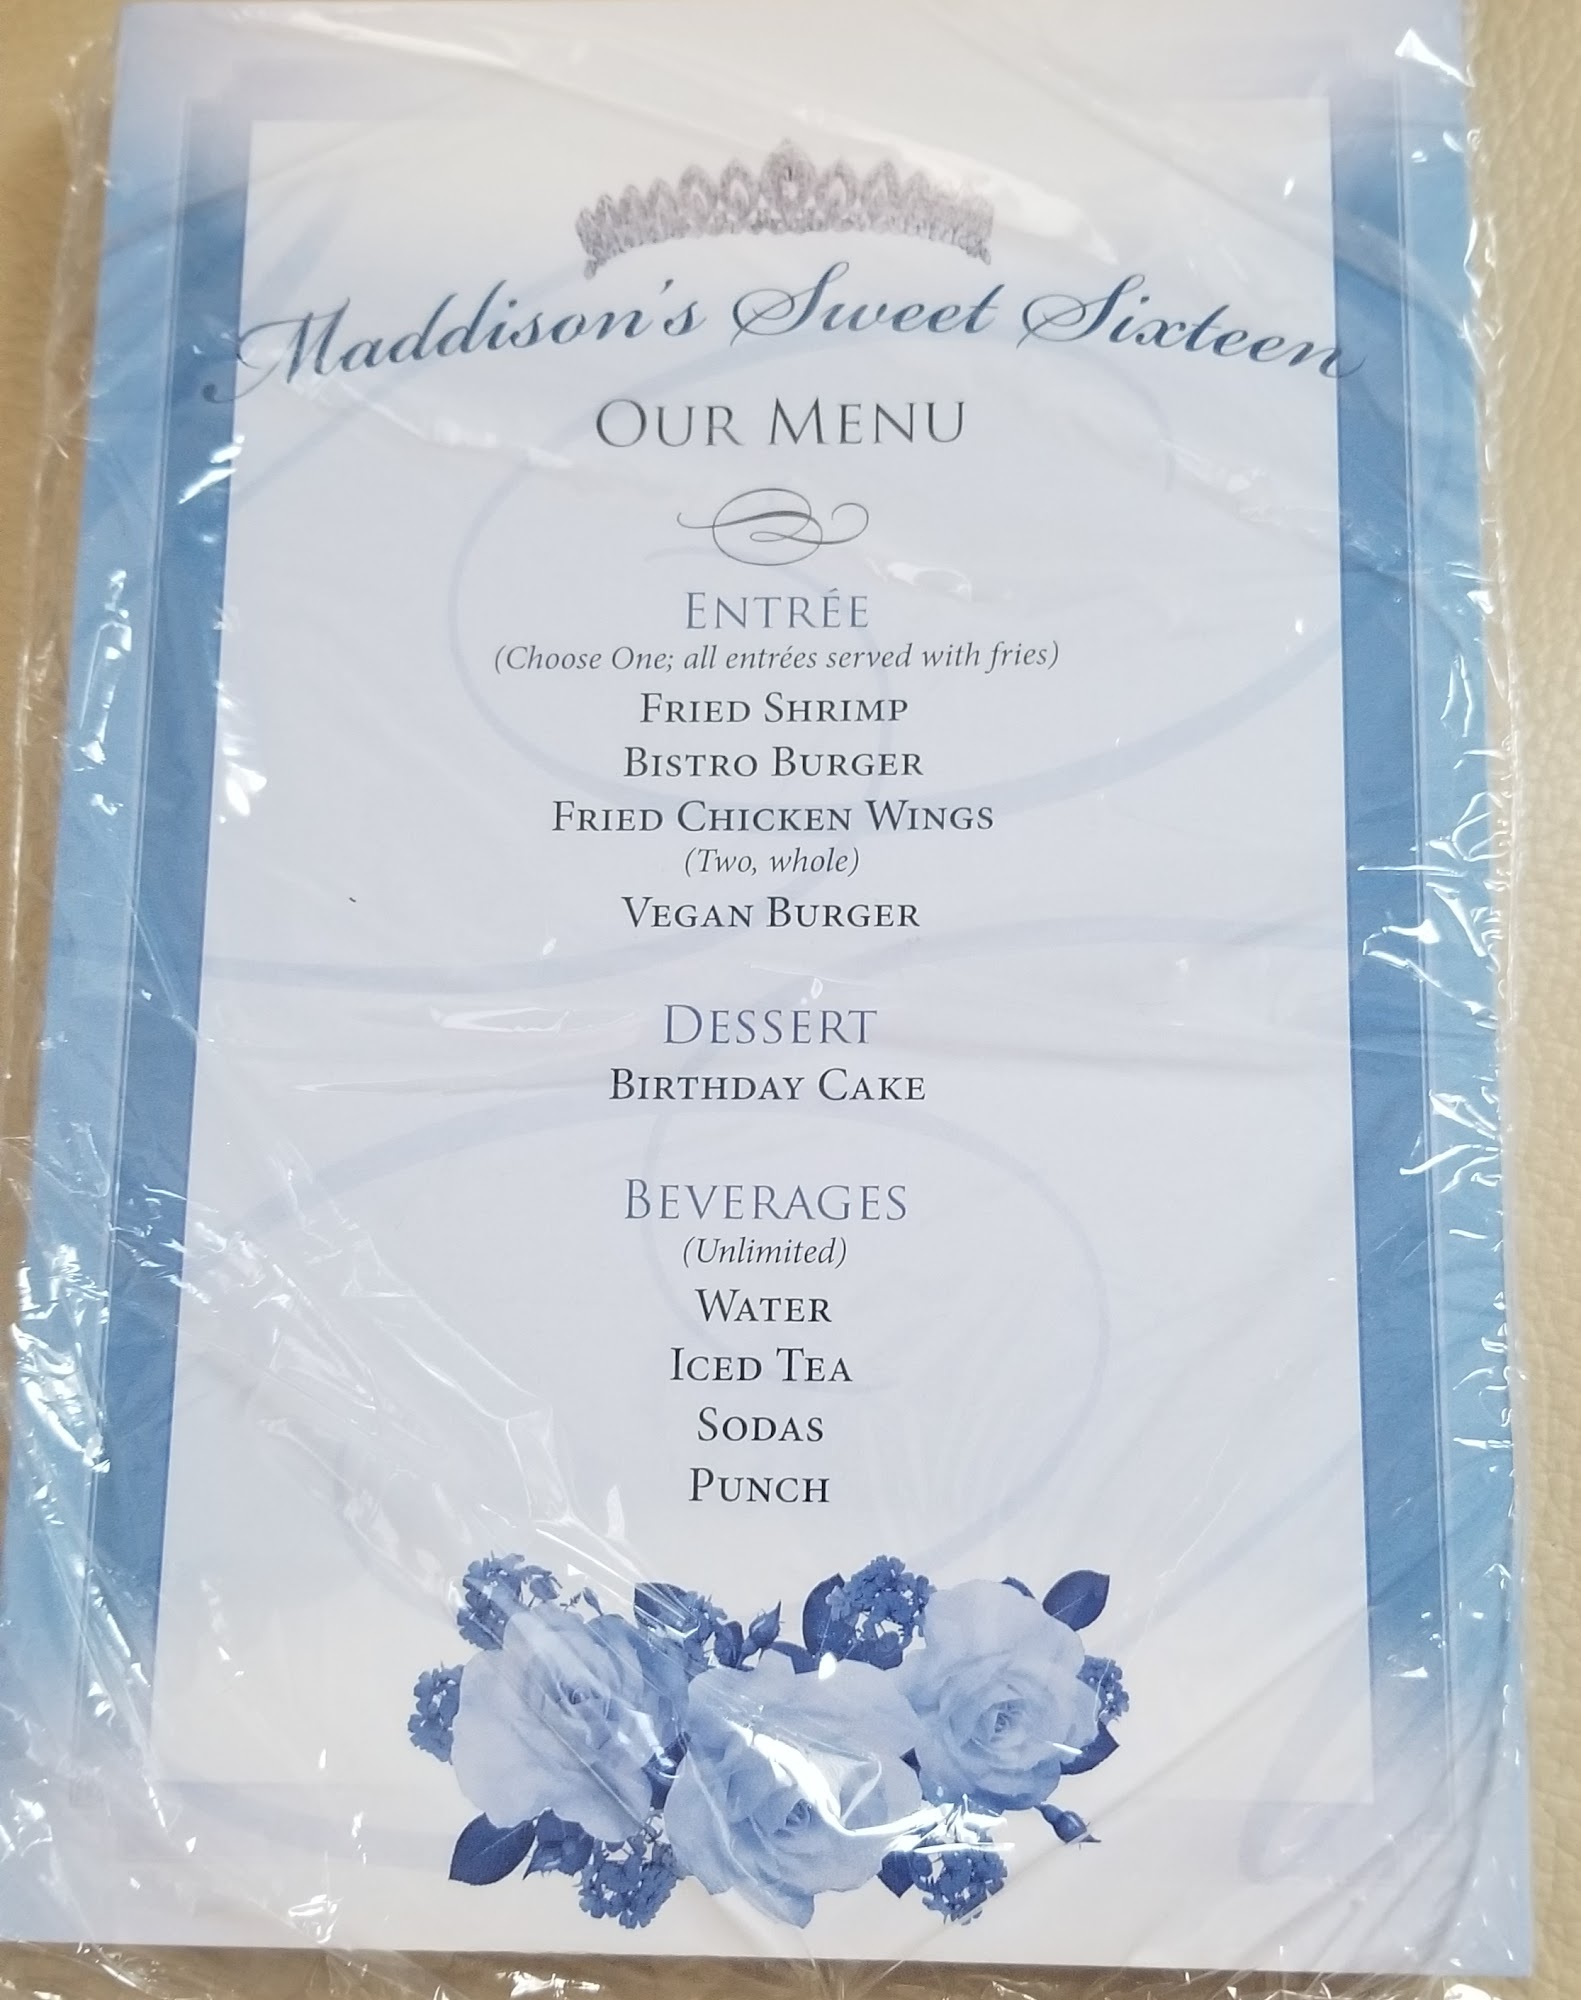 Maddison's Sweet Sixteen
OUR MENU
ENTRÉE
(Choose One; all entrées served with fries)
FRIED SHRIMP
BISTRO BURGER
FRIED CHICKEN WINGS
(Two, whole)
VEGAN BURGER
DESSERT
BIRTHDAY CAKE
BEVERAGES
(Unlimited)
WATER
ICED TEA
SODAS
PUNCH